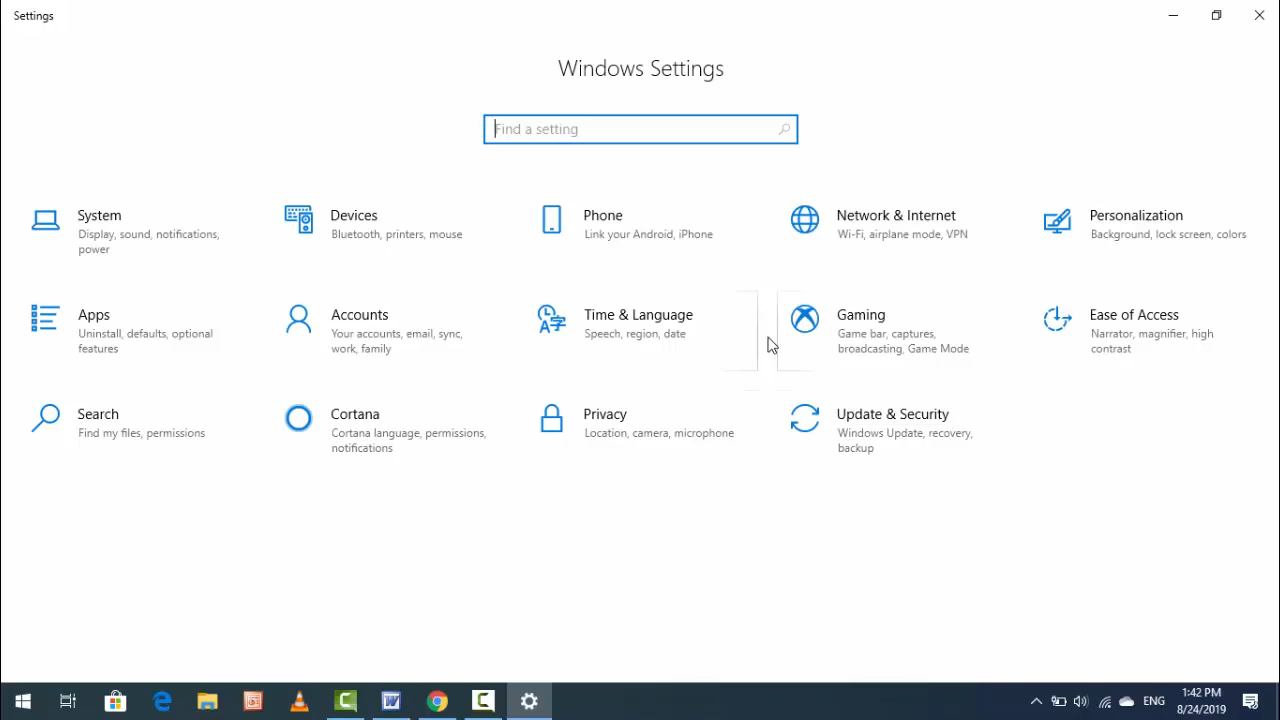 Settings
Windows Settings
Find a setting
System
Display, sound, notifications,
power
Devices
Bluetooth, printers, mouse
Phone
Link your Android, iPhone
Network & Internet
Wi-Fi, airplane mode, VPN
Personalization
Background, lock screen, colors
Apps
Uninstall, defaults, optional
features
Accounts
Your accounts, email, sync,
work, family
Time & Language
Speech, region, date
Gaming
Game bar, captures,
broadcasting, Game Mode
Ease of Access
Narrator, magnifier, high
contrast
Search
Find my files, permissions
Cortana
Cortana language, permissions,
notifications
Privacy
Location, camera, microphone
Update & Security
Windows Update, recovery,
backup
ENG
1:42 PM
8/24/2019